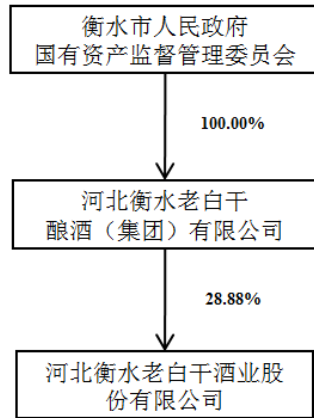 衡水市人民政府
国有资产监督管理委员会
100.00%
河北衡水老白干
酿酒（集团）有限公司
28.88%
河北衡水老白干酒业股
份有限公司